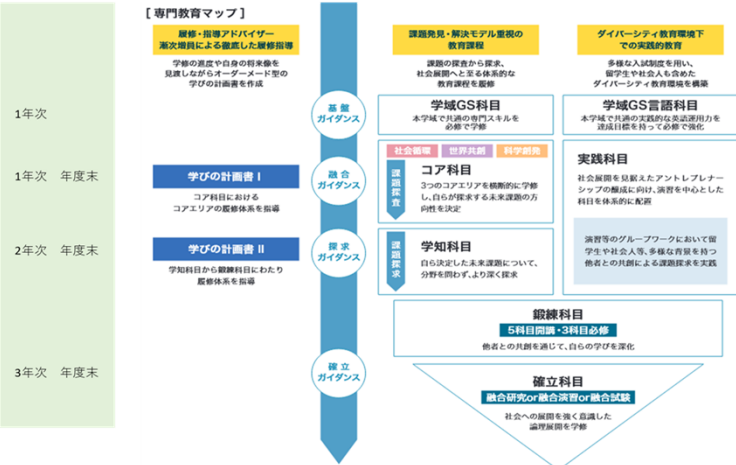 [ 専門教育マップ ]
履修・指導アドバイザー
漸次増員による徹底した履修指導
学修の進度や自身の将来像を
見渡しながらオーダーメード型の
学びの計画書を作成
課題発見・解決モデル重視の
教育課程
課題の探査から探求、
社会展開へと至る体系的な
教育課程を履修
ダイバーシティ教育環境下
での実践的教育
多様な入試制度を用い、
留学生や社会人も含めた
ダイバーシティ教育環境を構築
1年次
基盤
ガイダンス
学域GS科目
本学域で共通の専門スキルを
必修で学修
学域GS言語科目
本学域で共通の実践的な英語運用力を
達成目標を持って必修で強化
1年次 年度末
学びの計画書 I
コア科目における
コアエリアの履修体系を指導
融合
ガイダンス
社会循環
世界共創
科学創発
課題探査
コア科目
3つのコアエリアを横断的に学修
し、自らが探求する未来課題の方
向性を決定
実践科目
社会展開を見据えたアントレプレナー
シップの醸成に向け、演習を中心とした
科目を体系的に配置
2年次 年度末
学びの計画書 II
学知科目から鍛練科目にわたり
履修体系を指導
探求
ガイダンス
課題探求
学知科目
自ら決定した未来課題について、
分野を問わず、より深く探求
演習等のグループワークにおいて留
学生や社会人等、多様な背景を持つ
他者との共創による課題探求を実践
鍛練科目
5科目開講・3科目必修
他者との共創を通じて、自らの学びを深化
3年次 年度末
確立
ガイダンス
確立科目
融合研究or融合演習or融合試験
社会への展開を強く意識した
論理展開を学修